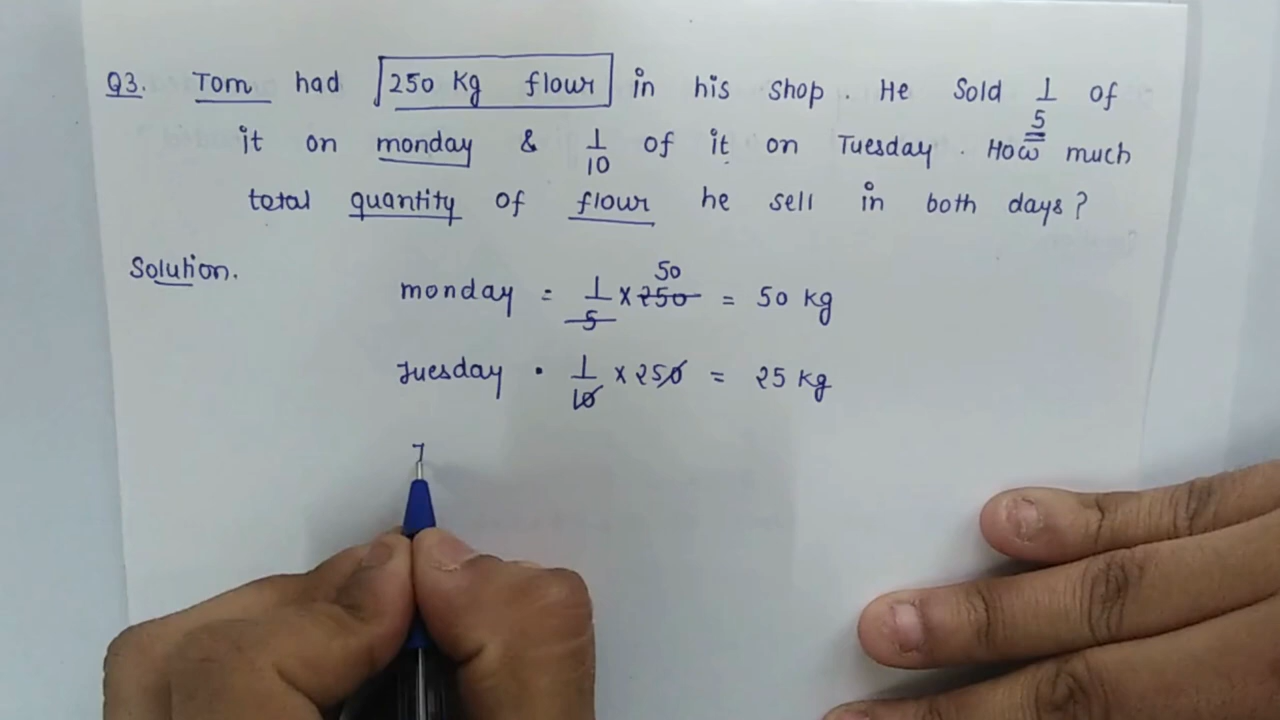 Q3. Tom had 250 Kg flour in his shop. He Sold 1/5 of
it on monday & 1/10 of it on Tuesday. How much
total quantity of flour he sell in both days?
Solution.
monday = 1/5 × 250 50 = 50 kg
Tuesday · 1/10 × 250 = 25 kg
T